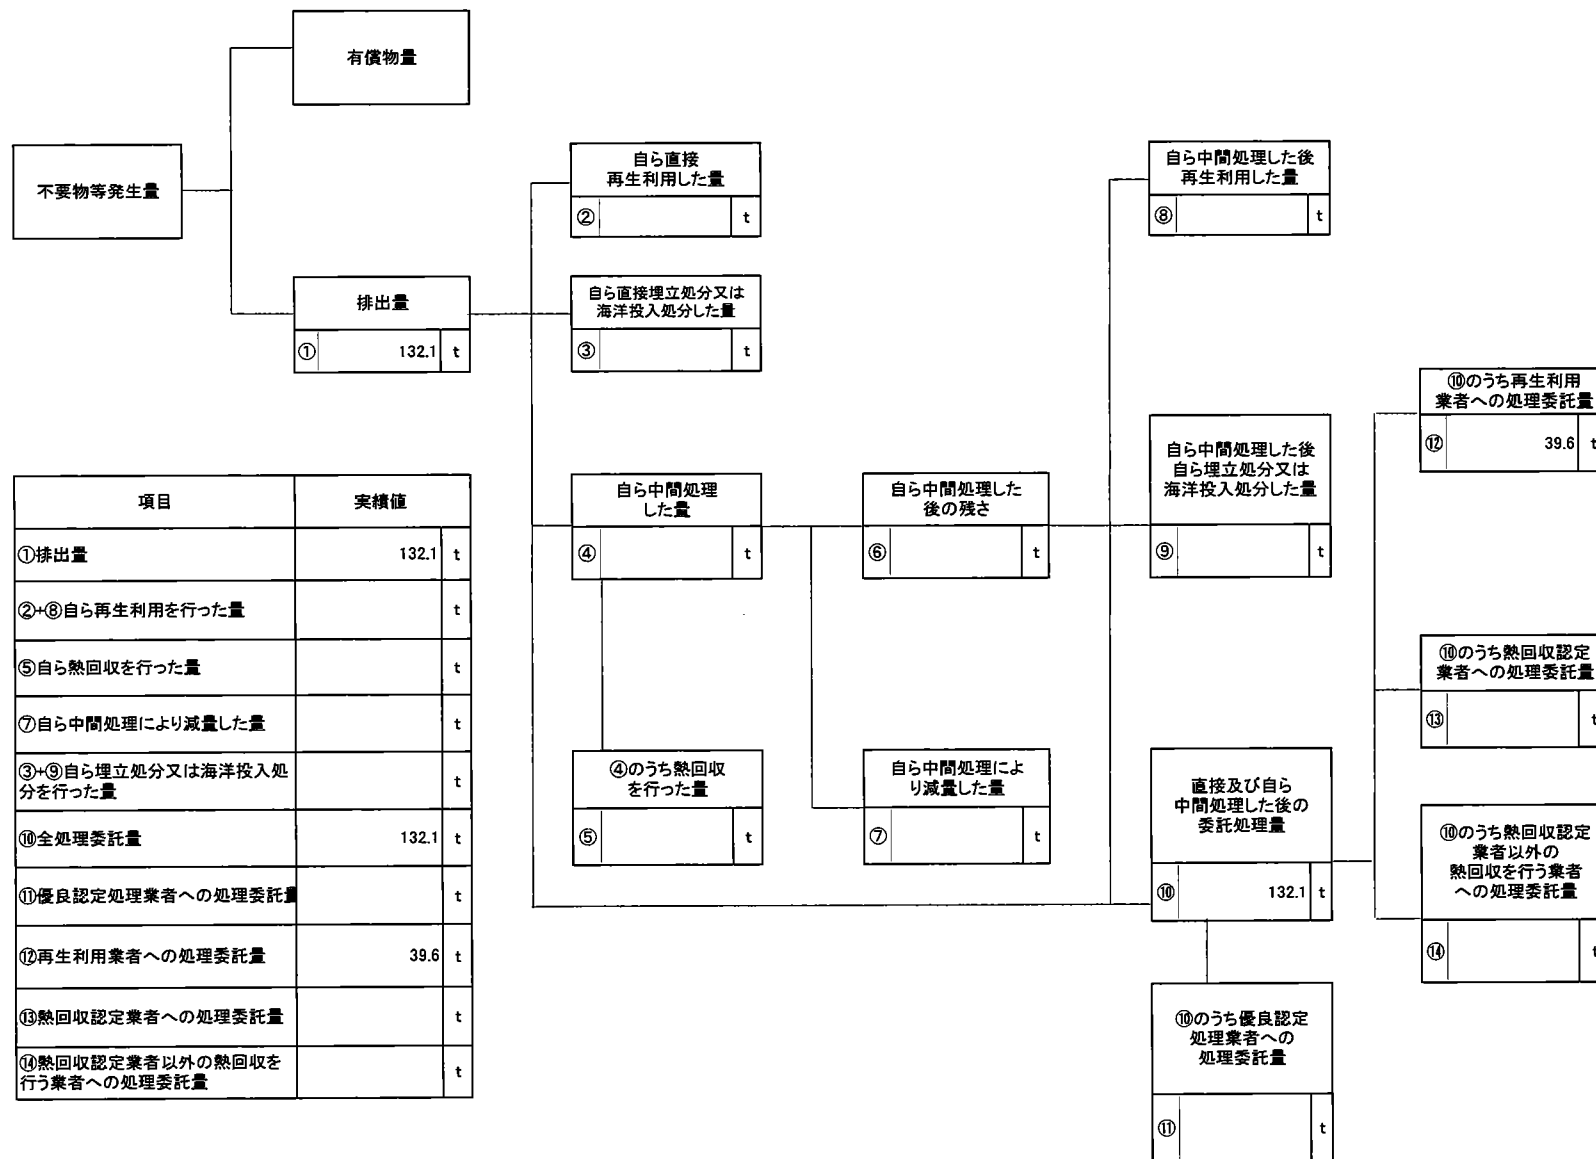 有償物量
不要物等発生量
排出量
① 132.1 t
自ら直接
再生利用した量
② t
自ら直接埋立処分又は
海洋投入処分した量
③ t
自ら中間処理
した量
④ t
④のうち熱回収
を行った量
⑤ t
自ら中間処理した
後の残さ
⑥ t
自ら中間処理によ
り減量した量
⑦ t
自ら中間処理した後
再生利用した量
⑧ t
自ら中間処理した後
自ら埋立処分又は
海洋投入処分した量
⑨ t
直接及び自ら
中間処理した後の
委託処理量
⑩ 132.1 t
⑩のうち優良認定
処理業者への
処理委託量
⑪ t
⑩のうち再生利用
業者への処理委託量
⑫ 39.6 t
⑩のうち熱回収認定
業者への処理委託量
⑬ t
⑩のうち熱回収認定
業者以外の
熱回収を行う業者
への処理委託量
⑭ t
項目 実績値
①排出量 132.1 t
②+⑧自ら再生利用を行った量 t
⑤自ら熱回収を行った量 t
⑦自ら中間処理により減量した量 t
③+⑨自ら埋立処分又は海洋投入処
分を行った量 t
⑩全処理委託量 132.1 t
⑪優良認定処理業者への処理委託量 t
⑫再生利用業者への処理委託量 39.6 t
⑬熱回収認定業者への処理委託量 t
⑭熱回収認定業者以外の熱回収を
行う業者への処理委託量 t